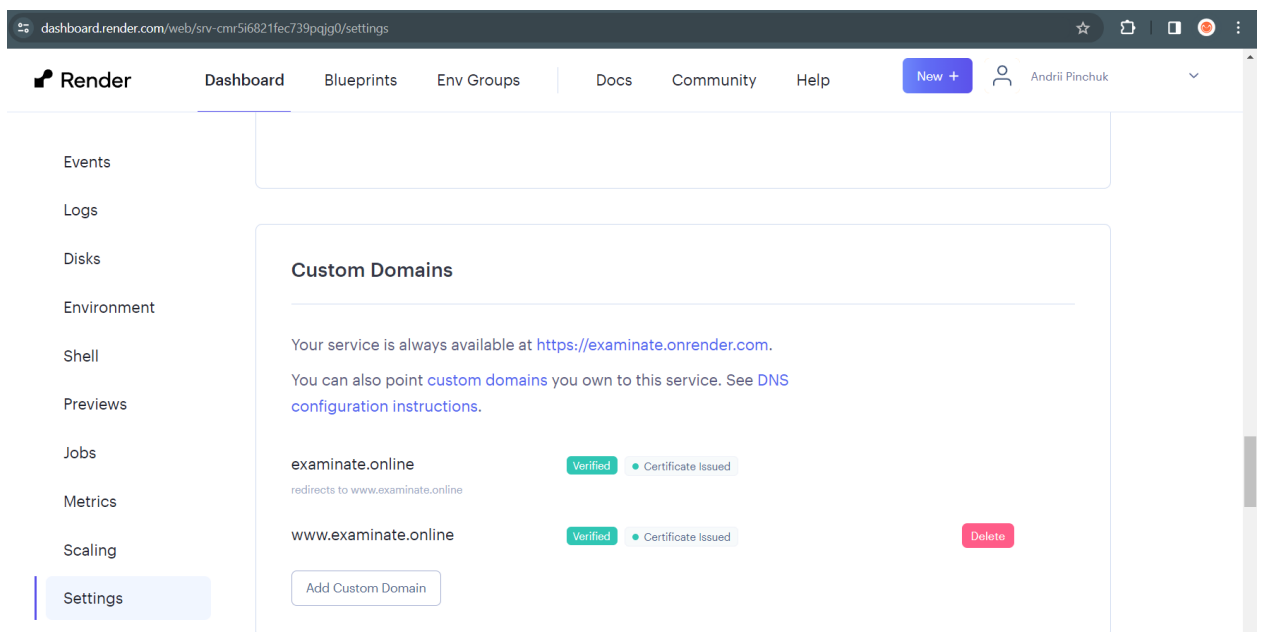 dashboard.render.com/web/srv-cmr5i6821fec739pqjg0/settings
Render Dashboard Blueprints Env Groups Docs Community Help New + Andrii Pinchuk
Events
Logs
Disks
Environment
Shell
Previews
Jobs
Metrics
Scaling
Settings
Custom Domains
Your service is always available at https://examinate.onrender.com.
You can also point custom domains you own to this service. See DNS
configuration instructions.
examinate.online Verified Certificate Issued
redirects to www.examinate.online
www.examinate.online Verified Certificate Issued Delete
Add Custom Domain